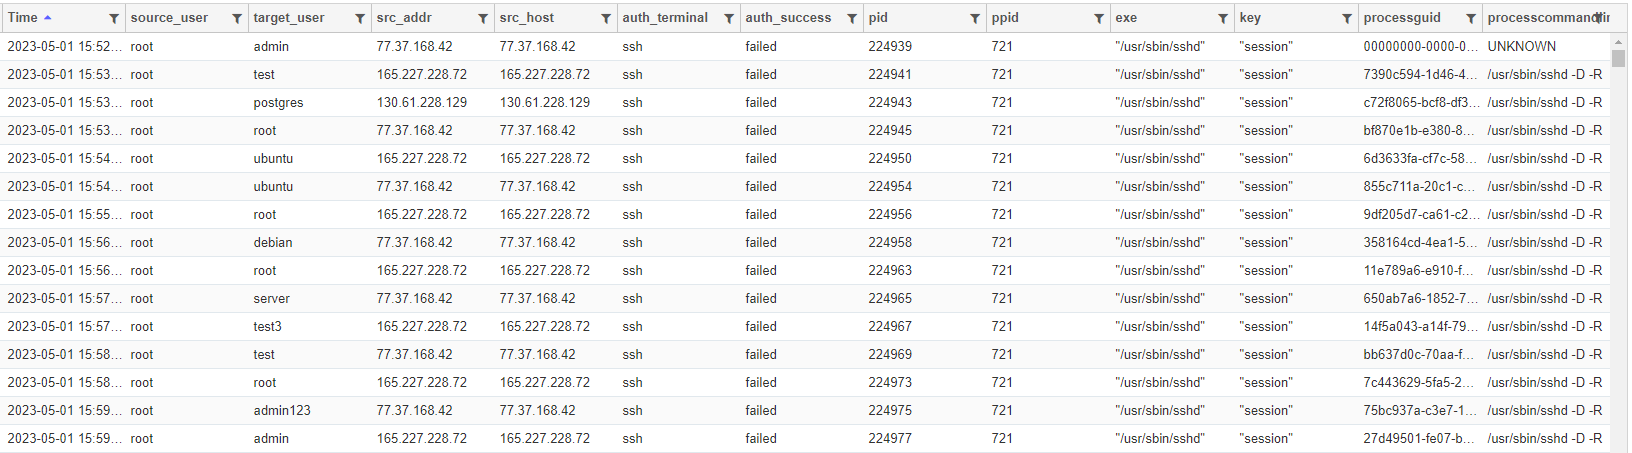 Time source_user target_user src_addr src_host auth_terminal auth_success pid ppid exe key processguid processcommandlin
2023-05-01 15:52... root admin 77.37.168.42 77.37.168.42 ssh failed 224939 721 "/usr/sbin/sshd" "session" 00000000-0000-0... UNKNOWN
2023-05-01 15:53... root test 165.227.228.72 165.227.228.72 ssh failed 224941 721 "/usr/sbin/sshd" "session" 7390c594-1d46-4... /usr/sbin/sshd -D -R
2023-05-01 15:53... root postgres 130.61.228.129 130.61.228.129 ssh failed 224943 721 "/usr/sbin/sshd" "session" c72f8065-bcf8-df3... /usr/sbin/sshd -D -R
2023-05-01 15:53... root root 77.37.168.42 77.37.168.42 ssh failed 224945 721 "/usr/sbin/sshd" "session" bf870e1b-e380-8... /usr/sbin/sshd -D -R
2023-05-01 15:54... root ubuntu 165.227.228.72 165.227.228.72 ssh failed 224950 721 "/usr/sbin/sshd" "session" 6d3633fa-cf7c-58... /usr/sbin/sshd -D -R
2023-05-01 15:54... root ubuntu 77.37.168.42 77.37.168.42 ssh failed 224954 721 "/usr/sbin/sshd" "session" 855c711a-20c1-c... /usr/sbin/sshd -D -R
2023-05-01 15:55... root root 165.227.228.72 165.227.228.72 ssh failed 224956 721 "/usr/sbin/sshd" "session" 9df205d7-ca61-c2... /usr/sbin/sshd -D -R
2023-05-01 15:56... root debian 77.37.168.42 77.37.168.42 ssh failed 224958 721 "/usr/sbin/sshd" "session" 358164cd-4ea1-5... /usr/sbin/sshd -D -R
2023-05-01 15:56... root root 165.227.228.72 165.227.228.72 ssh failed 224963 721 "/usr/sbin/sshd" "session" 11e789a6-e910-f... /usr/sbin/sshd -D -R
2023-05-01 15:57... root server 77.37.168.42 77.37.168.42 ssh failed 224965 721 "/usr/sbin/sshd" "session" 650ab7a6-1852-7... /usr/sbin/sshd -D -R
2023-05-01 15:57... root test3 165.227.228.72 165.227.228.72 ssh failed 224967 721 "/usr/sbin/sshd" "session" 14f5a043-a14f-79... /usr/sbin/sshd -D -R
2023-05-01 15:58... root test 77.37.168.42 77.37.168.42 ssh failed 224969 721 "/usr/sbin/sshd" "session" bb637d0c-70aa-f... /usr/sbin/sshd -D -R
2023-05-01 15:58... root root 165.227.228.72 165.227.228.72 ssh failed 224973 721 "/usr/sbin/sshd" "session" 7c443629-5fa5-2... /usr/sbin/sshd -D -R
2023-05-01 15:59... root admin123 77.37.168.42 77.37.168.42 ssh failed 224975 721 "/usr/sbin/sshd" "session" 75bc937a-c3e7-1... /usr/sbin/sshd -D -R
2023-05-01 15:59... root admin 165.227.228.72 165.227.228.72 ssh failed 224977 721 "/usr/sbin/sshd" "session" 27d49501-fe07-b... /usr/sbin/sshd -D -R